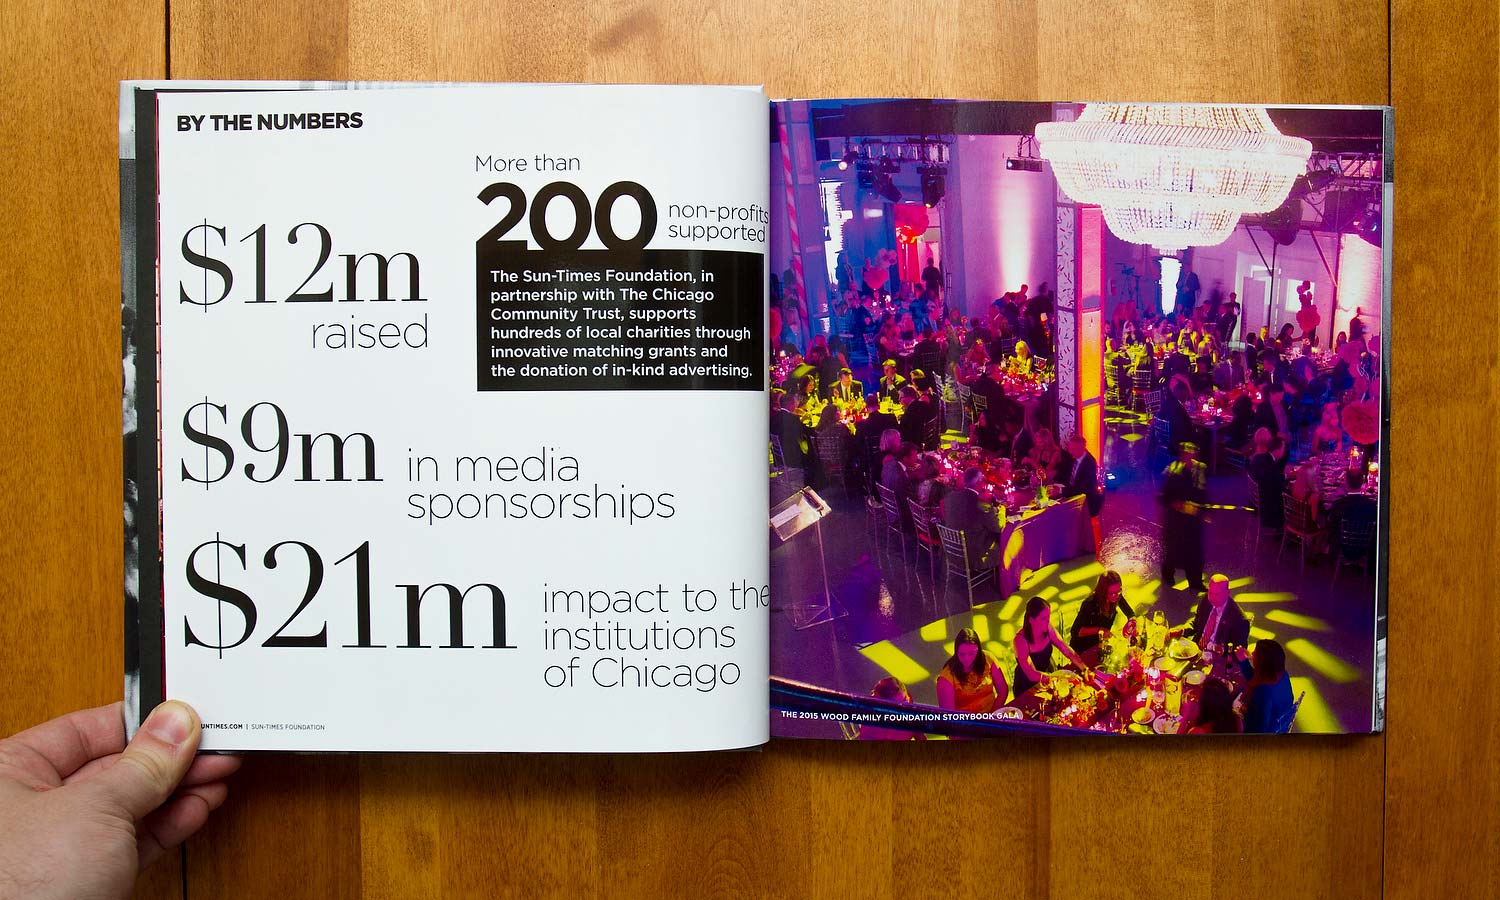 BY THE NUMBERS
More than
200
non-profits
supported
The Sun-Times Foundation, in
partnership with The Chicago
Community Trust, supports
hundreds of local charities through
innovative matching grants and
the donation of in-kind advertising.
$12m
raised
$9m
in media
sponsorships
$21m
impact to the
institutions
of Chicago
UNTIMES.COM | SUN-TIMES FOUNDATION
THE 2015 WOOD FAMILY FOUNDATION STORYBOOK GALA